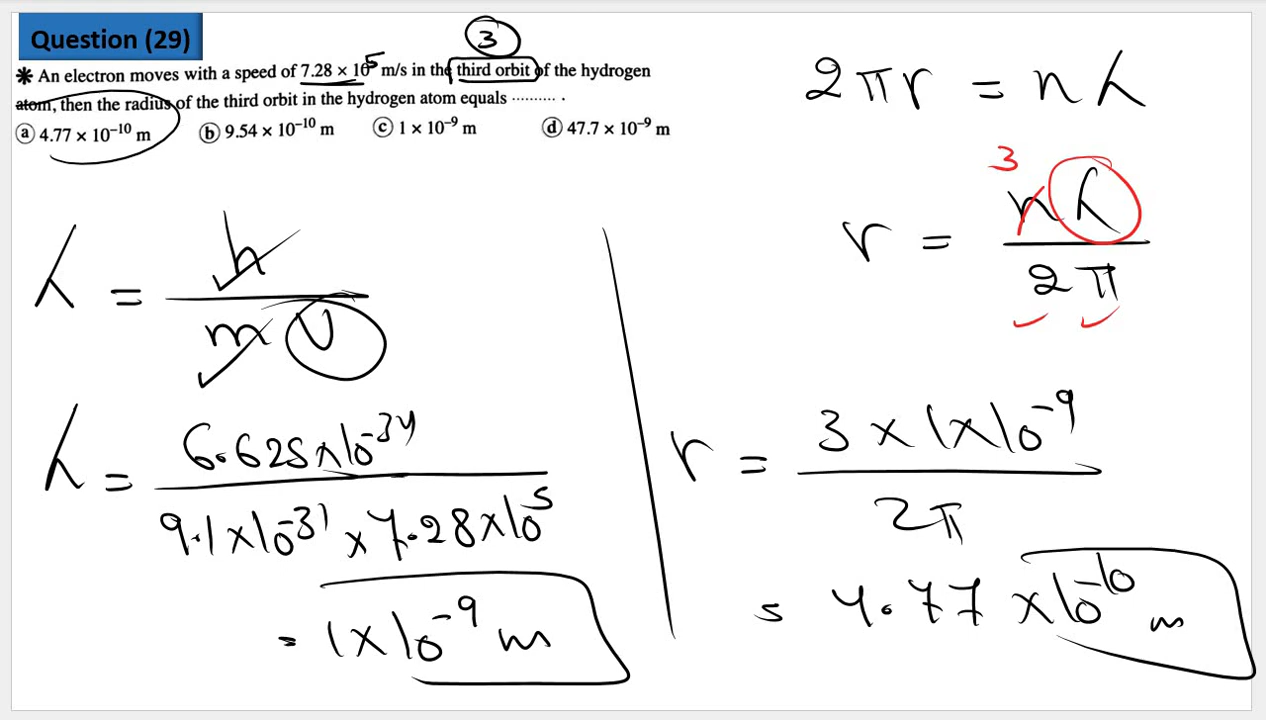 Question (29)
3
✱ An electron moves with a speed of 7.28 × 10⁵ m/s in the third orbit of the hydrogen
atom, then the radius of the third orbit in the hydrogen atom equals .......... .
ⓐ 4.77 × 10⁻¹⁰ m ⓑ 9.54 × 10⁻¹⁰ m ⓒ 1 × 10⁻⁹ m ⓓ 47.7 × 10⁻⁹ m
λ = h / m v
λ = 6.625 × 10⁻³⁴ / 9.1 × 10⁻³¹ × 7.28 × 10⁵
= 1 × 10⁻⁹ m
2πr = nλ
3
r = nλ / 2π
r = 3 × 1 × 10⁻⁹ / 2π
= 4.77 × 10⁻¹⁰ m